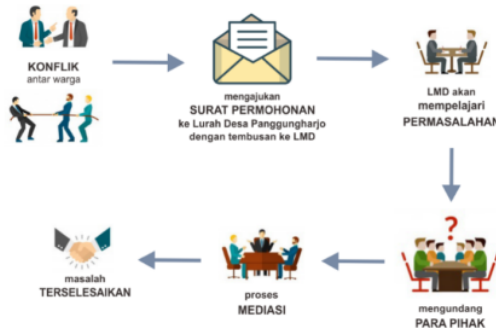 KONFLIK
antar warga
mengajukan
SURAT PERMOHONAN
ke Lurah Desa Panggungharjo
dengan tembusan ke LMD
LMD akan
mempelajari
PERMASALAHAN
?
mengundang
PARA PIHAK
proses
MEDIASI
masalah
TERSELESAIKAN